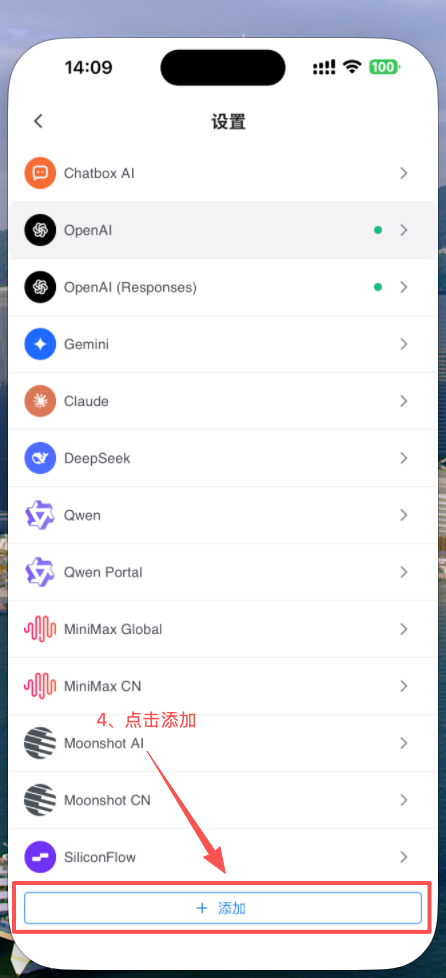 14:09
100
设置
Chatbox AI
OpenAI
OpenAI (Responses)
Gemini
Claude
DeepSeek
Qwen
Qwen Portal
MiniMax Global
MiniMax CN
4、点击添加
Moonshot AI
Moonshot CN
SiliconFlow
+ 添加